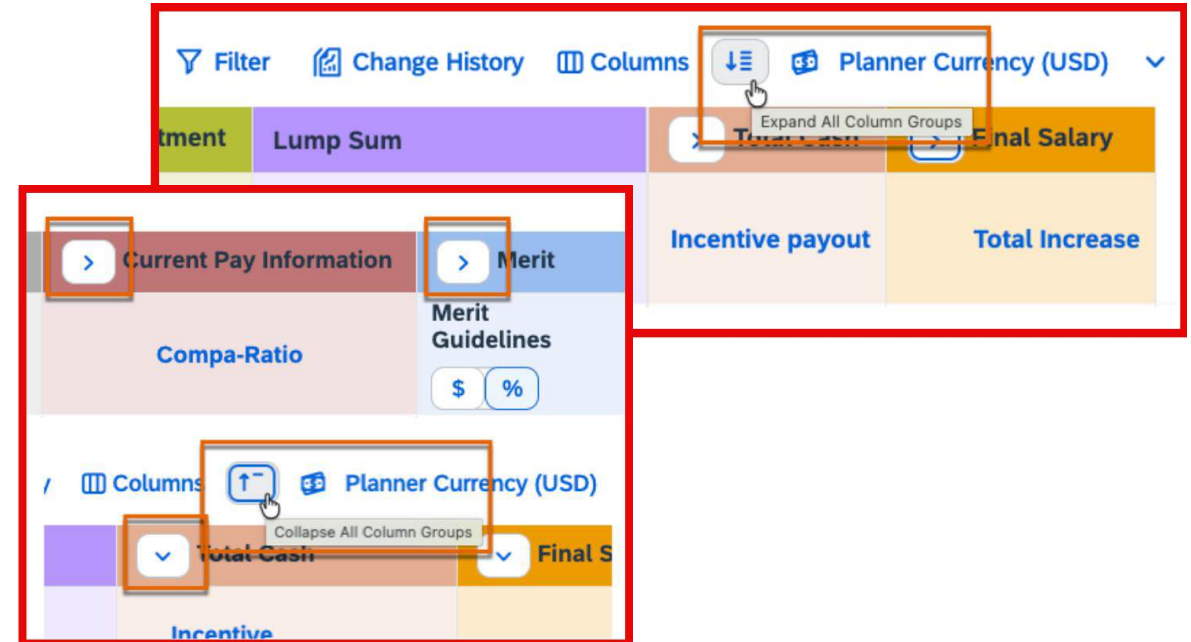 Filter Change History Columns Planner Currency (USD)
Expand All Column Groups
tment Lump Sum Total Cash Final Salary
Incentive payout Total Increase
Current Pay Information Merit
Merit
Guidelines
Compa-Ratio
$ %
y Columns Planner Currency (USD)
Collapse All Column Groups
Total Cash Final S
Incentive